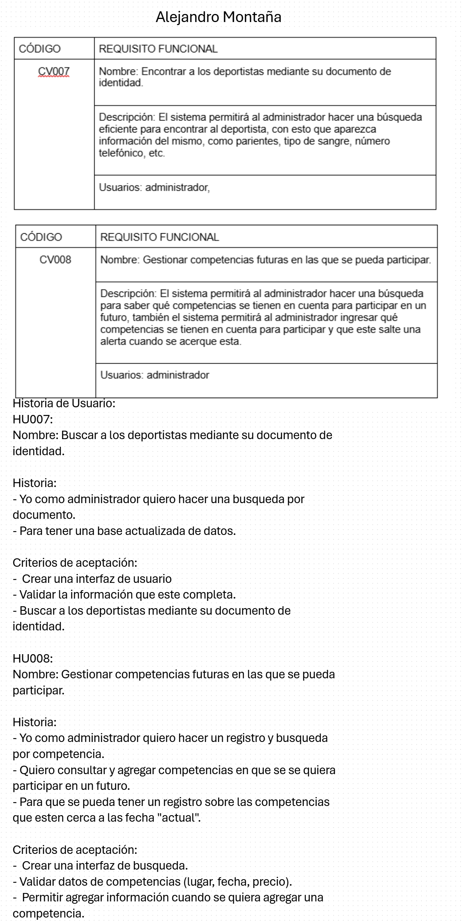 Alejandro Montaña
CÓDIGO
REQUISITO FUNCIONAL
CV007
Nombre: Encontrar a los deportistas mediante su documento de
identidad.
Descripción: El sistema permitirá al administrador hacer una búsqueda
eficiente para encontrar al deportista, con esto que aparezca
información del mismo, como parientes, tipo de sangre, número
telefónico, etc.
Usuarios: administrador,
CÓDIGO
REQUISITO FUNCIONAL
CV008
Nombre: Gestionar competencias futuras en las que se pueda participar.
Descripción: El sistema permitirá al administrador hacer una búsqueda
para saber qué competencias se tienen en cuenta para participar en un
futuro, también el sistema permitirá al administrador ingresar qué
competencias se tienen en cuenta para participar y que este salte una
alerta cuando se acerque esta.
Usuarios: administrador
Historia de Usuario:
HU007:
Nombre: Buscar a los deportistas mediante su documento de
identidad.
Historia:
- Yo como administrador quiero hacer una busqueda por
documento.
- Para tener una base actualizada de datos.
Criterios de aceptación:
-  Crear una interfaz de usuario
- Validar la información que este completa.
- Buscar a los deportistas mediante su documento de
identidad.
HU008:
Nombre: Gestionar competencias futuras en las que se pueda
participar.
Historia:
- Yo como administrador quiero hacer un registro y busqueda
por competencia.
- Quiero consultar y agregar competencias en que se se quiera
participar en un futuro.
- Para que se pueda tener un registro sobre las competencias
que esten cerca a las fecha "actual".
Criterios de aceptación:
-  Crear una interfaz de busqueda.
- Validar datos de competencias (lugar, fecha, precio).
-  Permitir agregar información cuando se quiera agregar una
competencia.